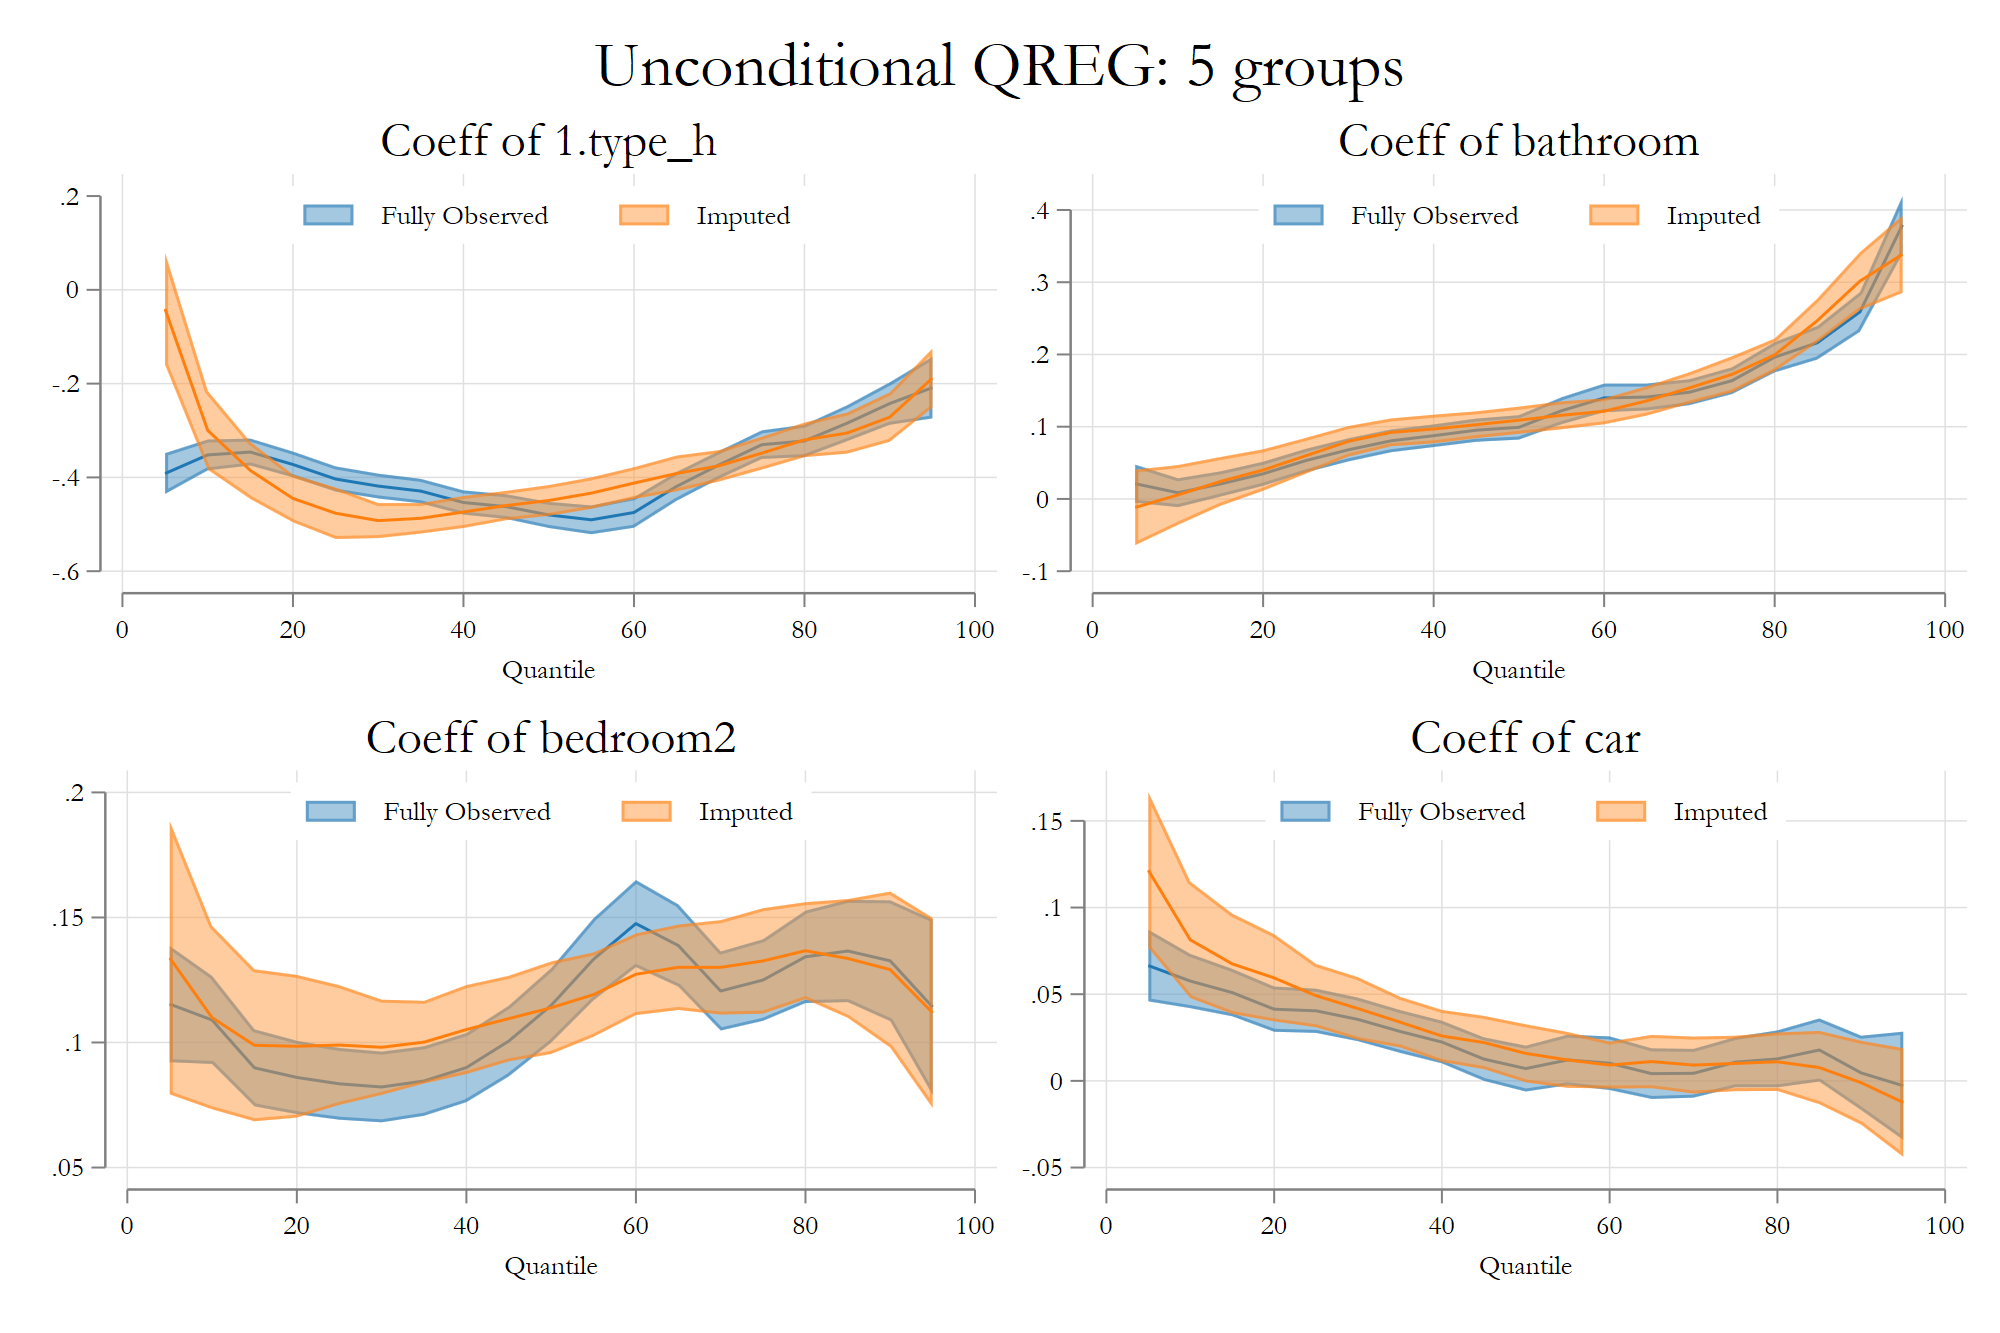 Unconditional QREG: 5 groups
Coeff of 1.type_h
Fully Observed
Imputed
.2
0
-.2
-.4
-.6
0 20 40 60 80 100
Quantile
Coeff of bathroom
Fully Observed
Imputed
.4
.3
.2
.1
0
-.1
0 20 40 60 80 100
Quantile
Coeff of bedroom2
Fully Observed
Imputed
.2
.15
.1
.05
0 20 40 60 80 100
Quantile
Coeff of car
Fully Observed
Imputed
.15
.1
.05
0
-.05
0 20 40 60 80 100
Quantile